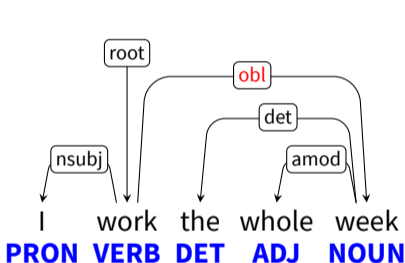 root
obl
det
nsubj
amod
I work the whole week
PRON VERB DET ADJ NOUN